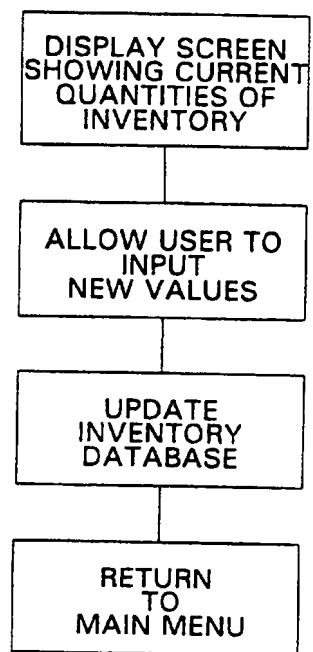 DISPLAY SCREEN
SHOWING CURRENT
QUANTITIES OF
INVENTORY
ALLOW USER TO
INPUT
NEW VALUES
UPDATE
INVENTORY
DATABASE
RETURN
TO
MAIN MENU